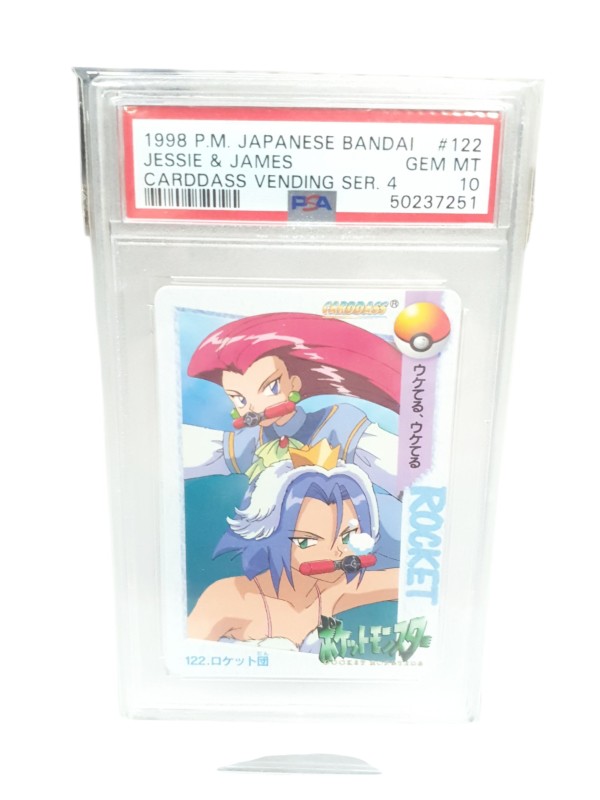 1998 P.M. JAPANESE BANDAI #122
JESSIE & JAMES GEM MT
CARDDASS VENDING SER. 4 10
PSA 50237251
CARDDASS®
ウケてる、ウケてる
ROCKET
ポケットモンスター
POCKET MONSTERS
122.ロケット団